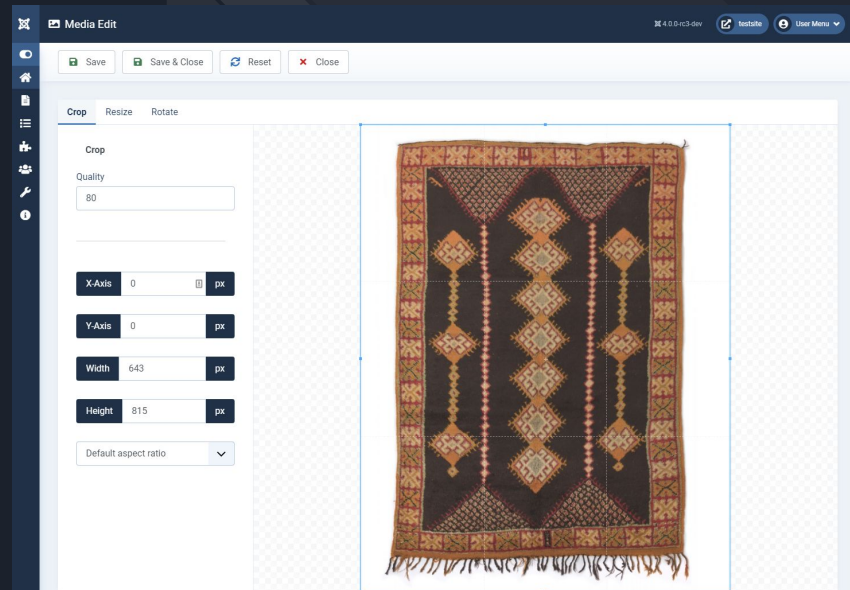 Media Edit
4.0.0-rc3-dev
testsite
User Menu
Save
Save & Close
Reset
Close
Crop
Resize
Rotate
Crop
Quality
80
X-Axis 0 px
Y-Axis 0 px
Width 643 px
Height 815 px
Default aspect ratio